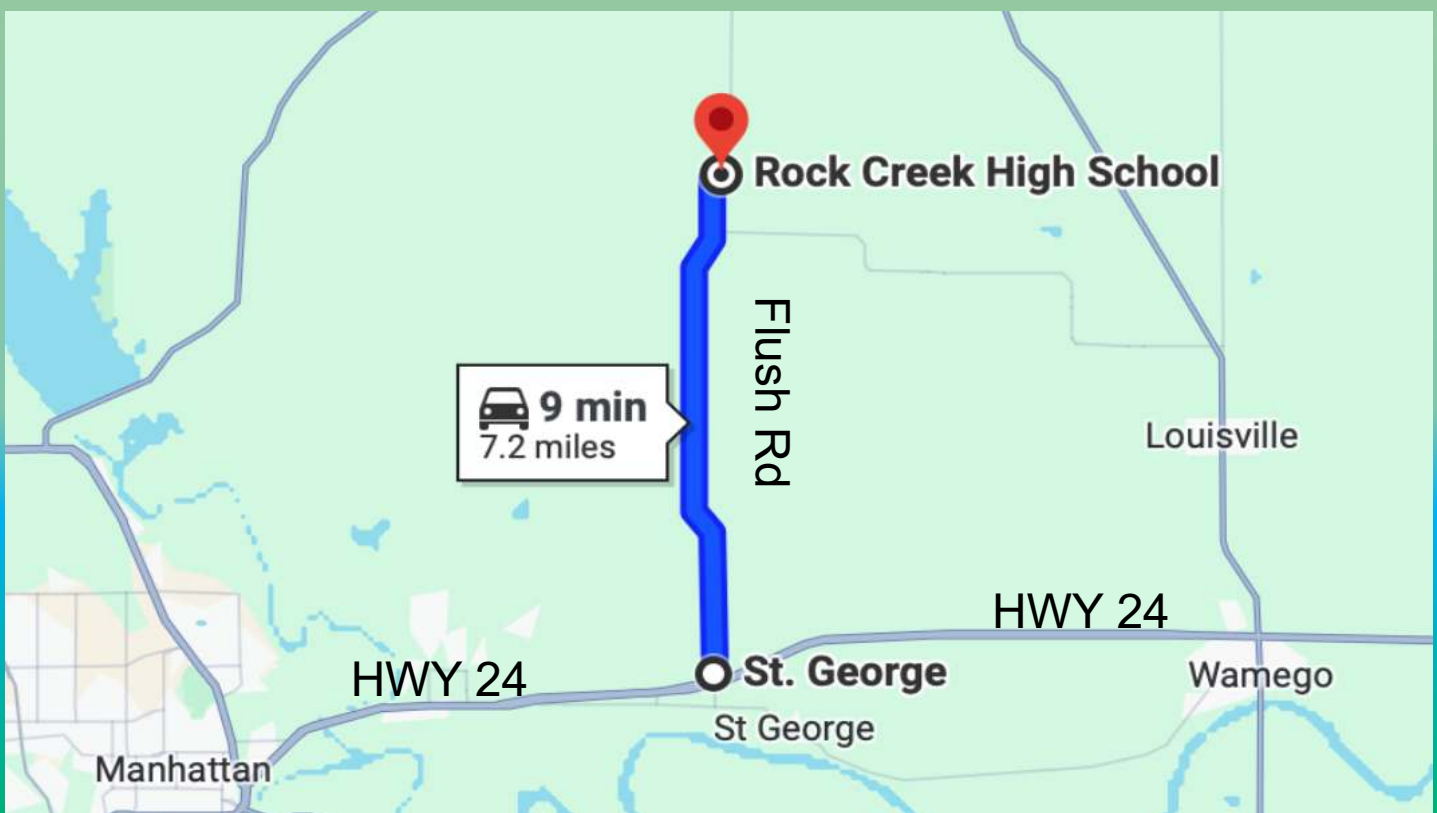 Rock Creek High School
Flush Rd
9 min
7.2 miles
Louisville
HWY 24
HWY 24
St. George
Wamego
St George
Manhattan